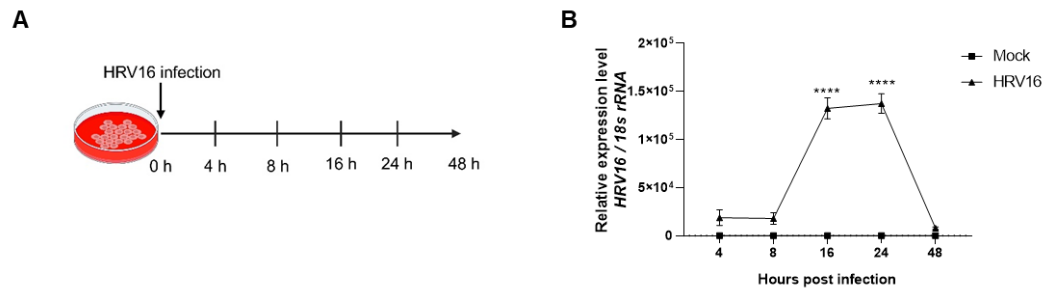 A
HRV16 infection
0 h
4 h
8 h
16 h
24 h
48 h
B
Relative expression level
HRV16 / 18s rRNA
2×10⁵
1.5×10⁵
1×10⁵
5×10⁴
0
****
****
4
8
16
24
48
Hours post infection
Mock
HRV16